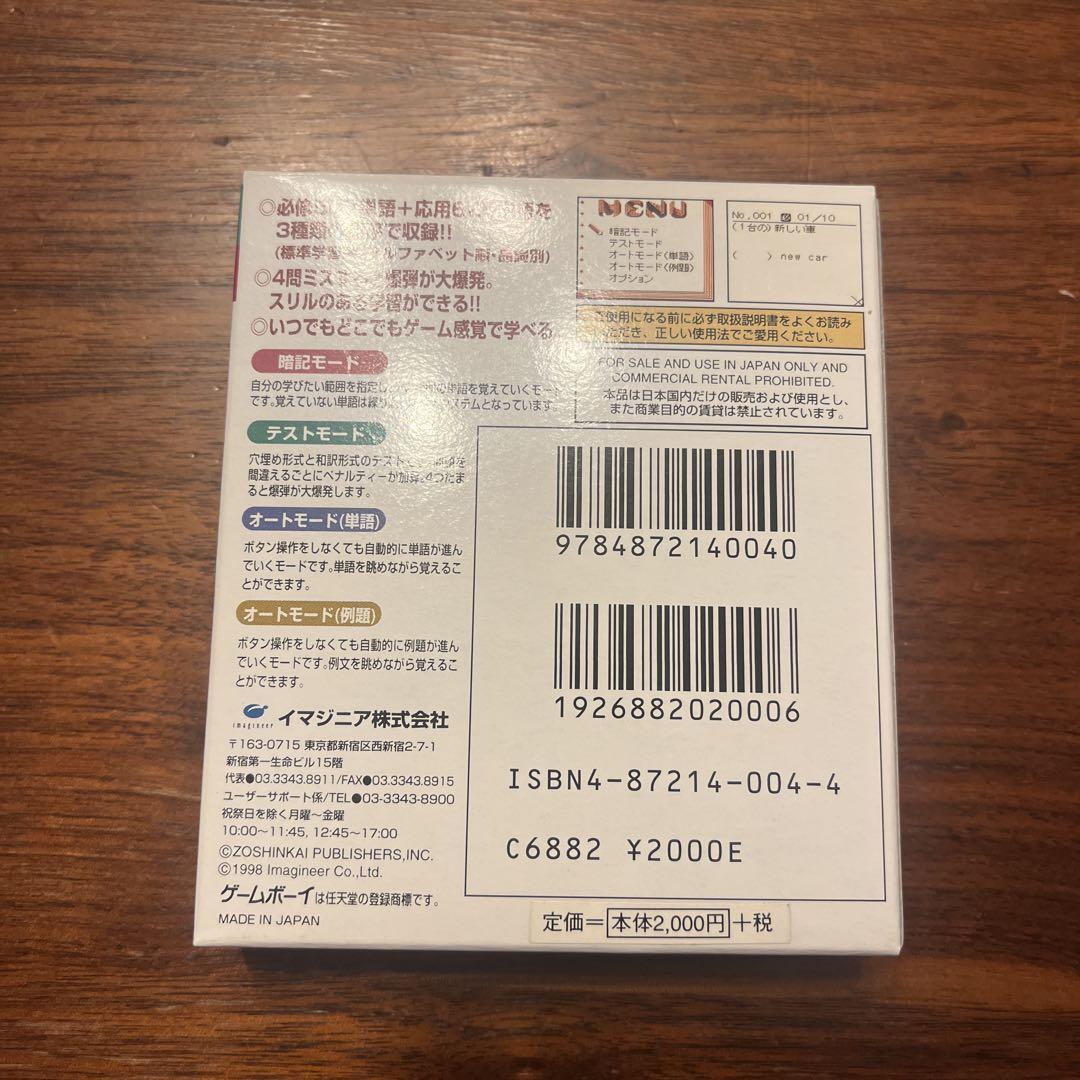 ◎必修
単語+応用6
語を
3種類
で収録!!
(標準学習
ルファベット順・品詞別)
◎4問ミス
爆弾が大爆発。
スリルのある学習ができる!!
◎いつでもどこでもゲーム感覚で学べる
暗記モード
自分の学びたい範囲を指定し
の単語を覚えていくモード
です。覚えていない単語は繰り
ステムとなっています。
テストモード
穴埋め形式と和訳形式のテスト
を
間違えるごとにペナルティーが加算。4つたま
ると爆弾が大爆発します。
オートモード(単語)
ボタン操作をしなくても自動的に単語が進ん
でいくモードです。単語を眺めながら覚えるこ
とができます。
オートモード(例題)
ボタン操作をしなくても自動的に例題が進ん
でいくモードです。例文を眺めながら覚えるこ
とができます。
imagineer イマジニア株式会社
〒163-0715 東京都新宿区西新宿2-7-1
新宿第一生命ビル15階
代表●03.3343.8911/FAX●03.3343.8915
ユーザーサポート係/TEL●03-3343-8900
祝祭日を除く月曜〜金曜
10:00〜11:45, 12:45〜17:00
©ZOSHINKAI PUBLISHERS,INC.
©1998 Imagineer Co.,Ltd.
ゲームボーイは任天堂の登録商標です。
MADE IN JAPAN
MENU
暗記モード
テストモード
オートモード〈単語〉
オートモード〈例題〉
オプション
No.001 01/10
(1台の)新しい車
( ) new car
ご使用になる前に必ず取扱説明書をよくお読み
いただき、正しい使用法でご愛用ください。
FOR SALE AND USE IN JAPAN ONLY AND
COMMERCIAL RENTAL PROHIBITED.
本品は日本国内だけの販売および使用とし、
また商業目的の賃貸は禁止されています。
9784872140040
1926882020006
ISBN4-87214-004-4
C6882 ¥2000E
定価=本体2,000円+税